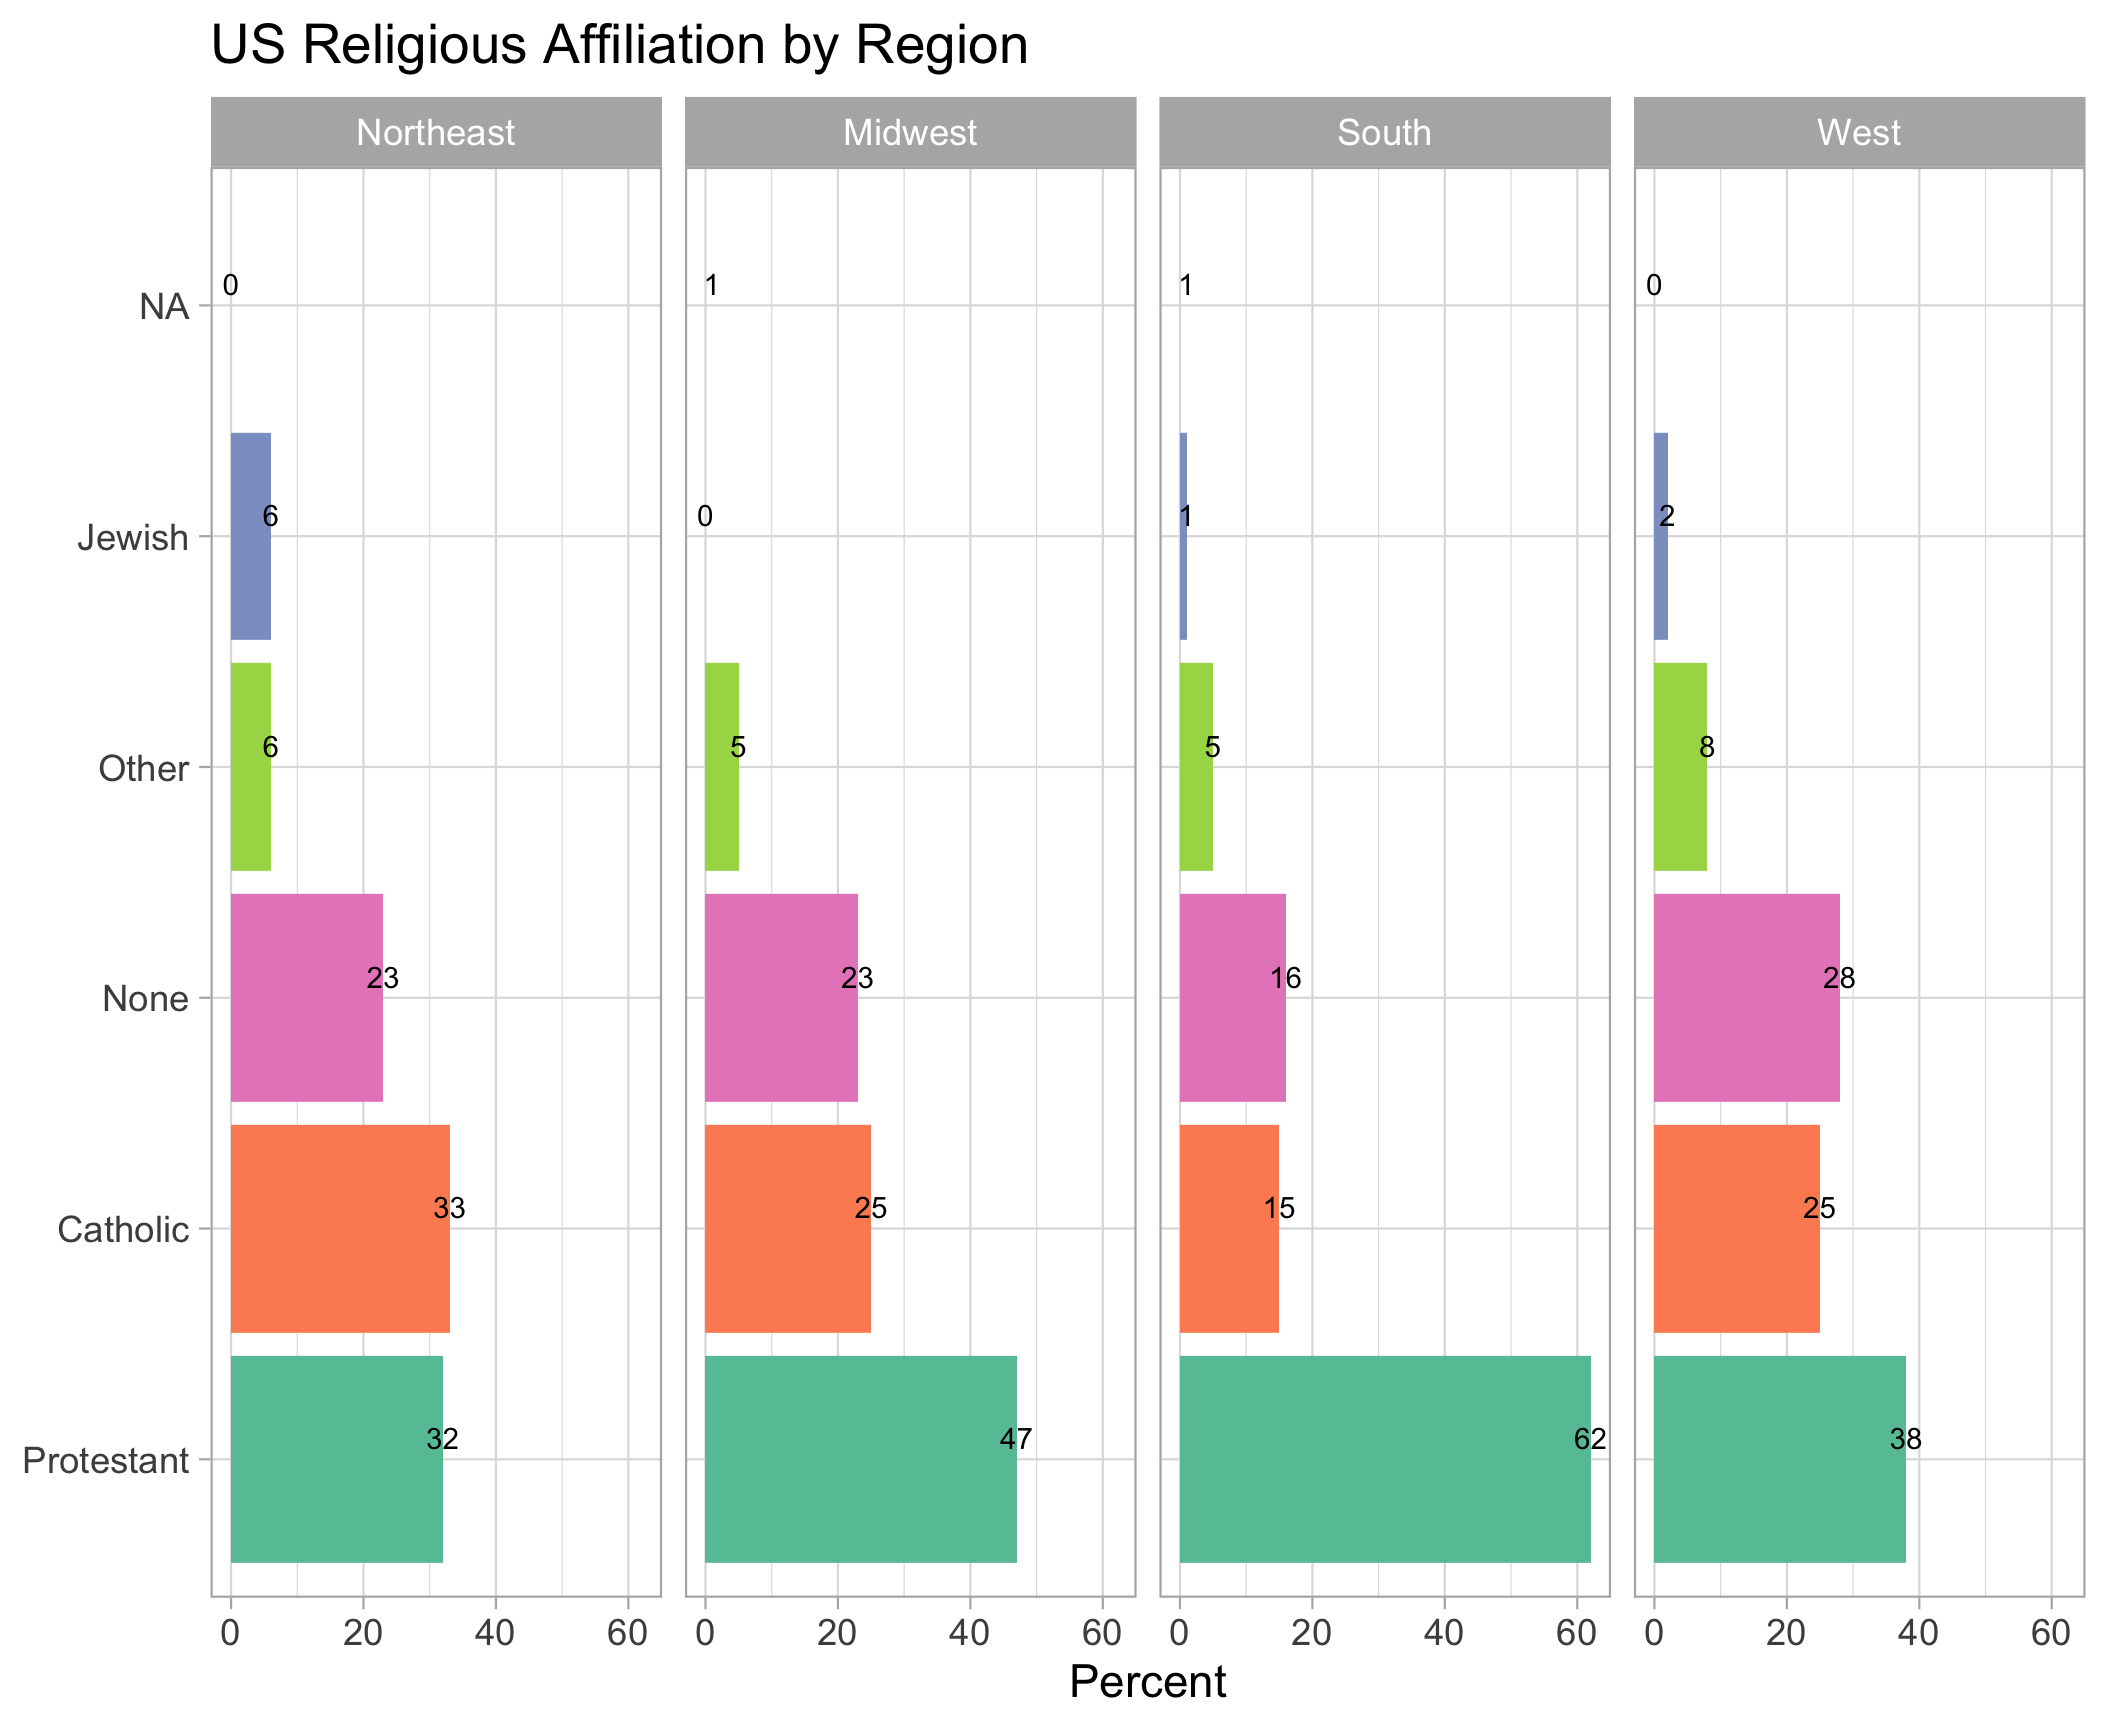 US Religious Affiliation by Region
Northeast Midwest South West
NA 0 1 1 0
Jewish 6 0 1 2
Other 6 5 5 8
None 23 23 16 28
Catholic 33 25 15 25
Protestant 32 47 62 38
0 20 40 60 0 20 40 60 0 20 40 60 0 20 40 60
Percent